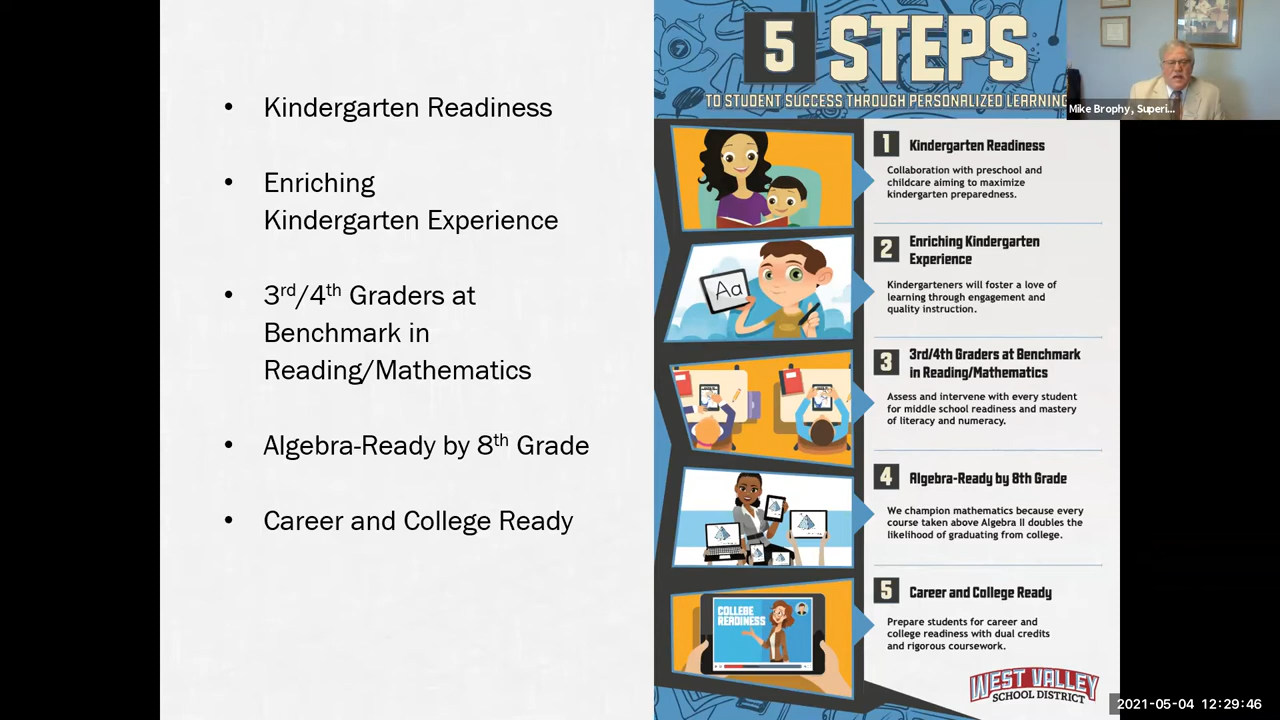 • Kindergarten Readiness
• Enriching
Kindergarten Experience
• 3rd/4th Graders at
Benchmark in
Reading/Mathematics
• Algebra-Ready by 8th Grade
• Career and College Ready
5 STEPS
TO STUDENT SUCCESS THROUGH PERSONALIZED LEARNING
Mike Brophy, Superi...
1 Kindergarten Readiness
Collaboration with preschool and
childcare aiming to maximize
kindergarten preparedness.
Aa
2 Enriching Kindergarten
Experience
Kindergarteners will foster a love of
learning through engagement and
quality instruction.
3 3rd/4th Graders at Benchmark
in Reading/Mathematics
Assess and intervene with every student
for middle school readiness and mastery
of literacy and numeracy.
4 Algebra-Ready by 8th Grade
We champion mathematics because every
course taken above Algebra II doubles the
likelihood of graduating from college.
COLLEGE
READINESS
5 Career and College Ready
Prepare students for career and
college readiness with dual credits
and rigorous coursework.
WEST VALLEY
SCHOOL DISTRICT
2021-05-04 12:29:46